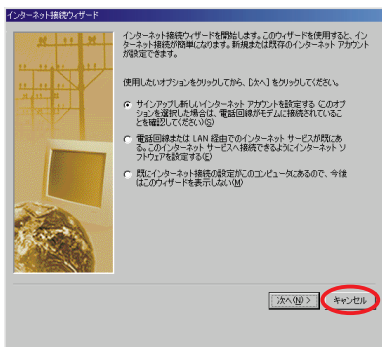 インターネット接続ウィザード
インターネット接続ウィザードを開始します。このウィザードを使用すると、イン
ターネット接続が簡単になります。新規または既存のインターネット アカウント
が設定できます。
使用したいオプションをクリックしてから、[次へ] をクリックしてください。
サインアップし新しいインターネット アカウントを設定する (このオプ
ションを選択した場合は、電話回線がモデムに接続されているこ
とを確認してください)(S)
電話回線または LAN 経由でのインターネット サービスが既にあ
る。このインターネット サービスへ接続できるようにインターネット ソ
フトウェアを設定する(E)
既にインターネット接続の設定がこのコンピュータにあるので、今後
はこのウィザードを表示しない(M)
次へ(N) >
キャンセル